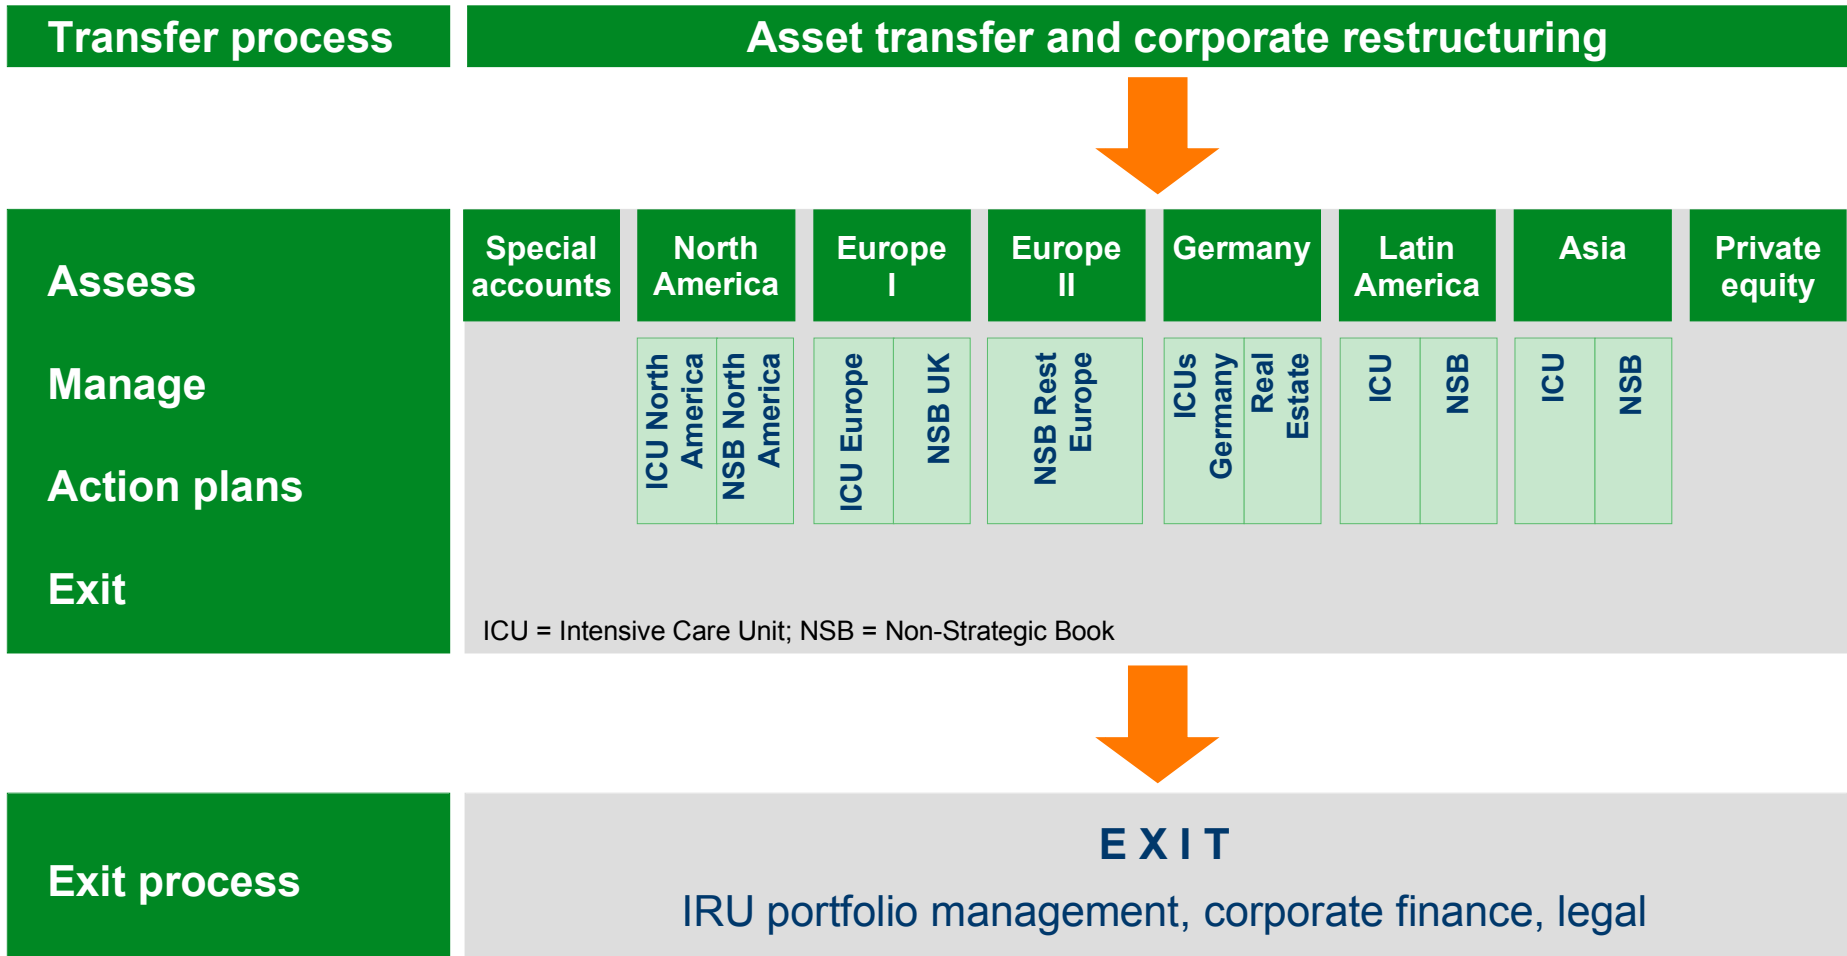 Transfer process
Asset transfer and corporate restructuring
Assess
Manage
Action plans
Exit
Special
accounts
North
America
Europe
I
Europe
II
Germany
Latin
America
Asia
Private
equity
ICU North
America
NSB North
America
ICU Europe
NSB UK
NSB Rest
Europe
ICUs
Germany
Real
Estate
ICU
NSB
ICU
NSB
ICU = Intensive Care Unit; NSB = Non-Strategic Book
Exit process
E X I T
IRU portfolio management, corporate finance, legal